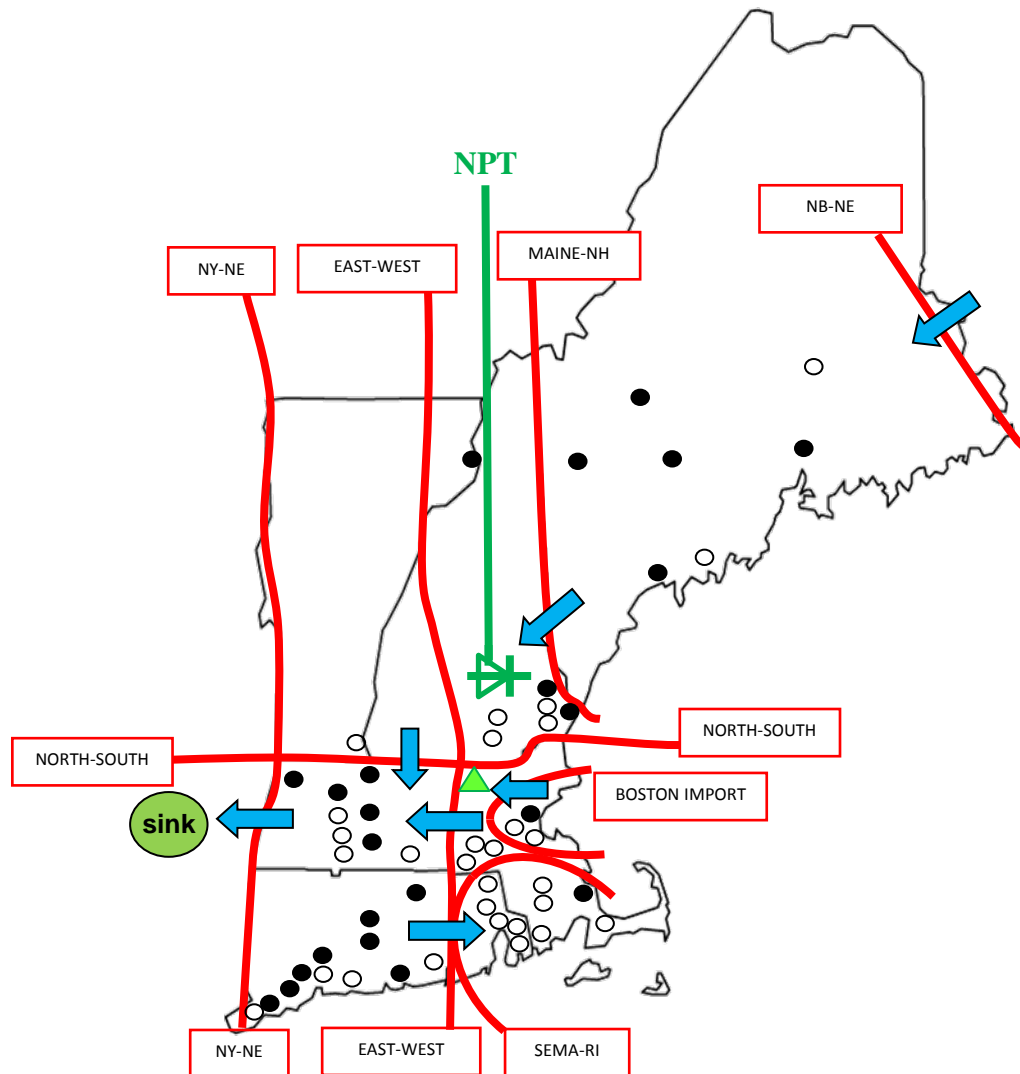 NPT
NB-NE
NY-NE
EAST-WEST
MAINE-NH
NORTH-SOUTH
NORTH-SOUTH
BOSTON IMPORT
sink
NY-NE
EAST-WEST
SEMA-RI